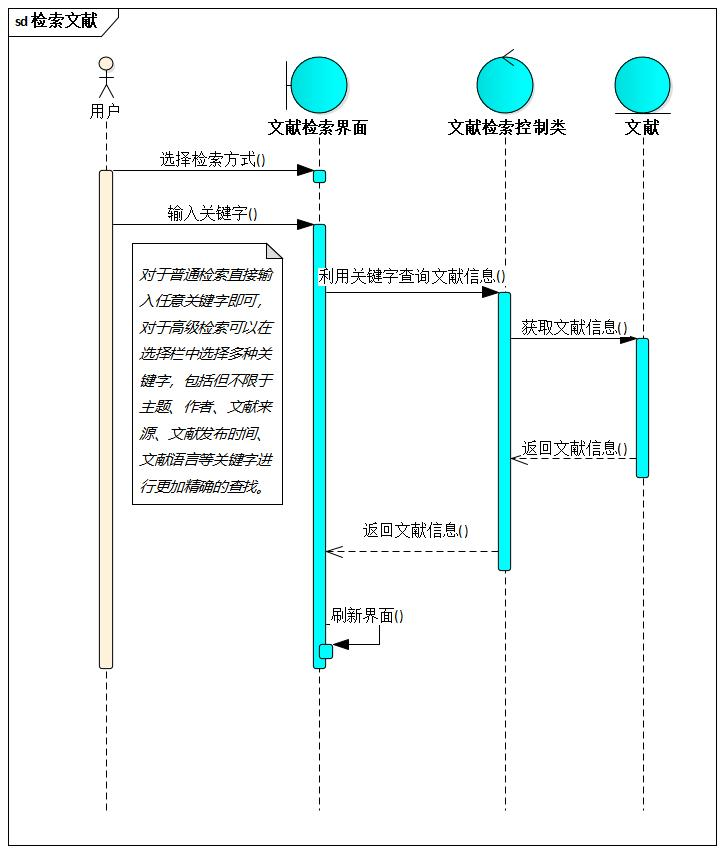 sd 检索文献
用户
文献检索界面
文献检索控制类
文献
选择检索方式()
输入关键字()
对于普通检索直接输
入任意关键字即可，
对于高级检索可以在
选择栏中选择多种关
键字，包括但不限于
主题、作者、文献来
源、文献发布时间、
文献语言等关键字进
行更加精确的查找。
利用关键字查询文献信息()
获取文献信息()
返回文献信息()
返回文献信息()
刷新界面()